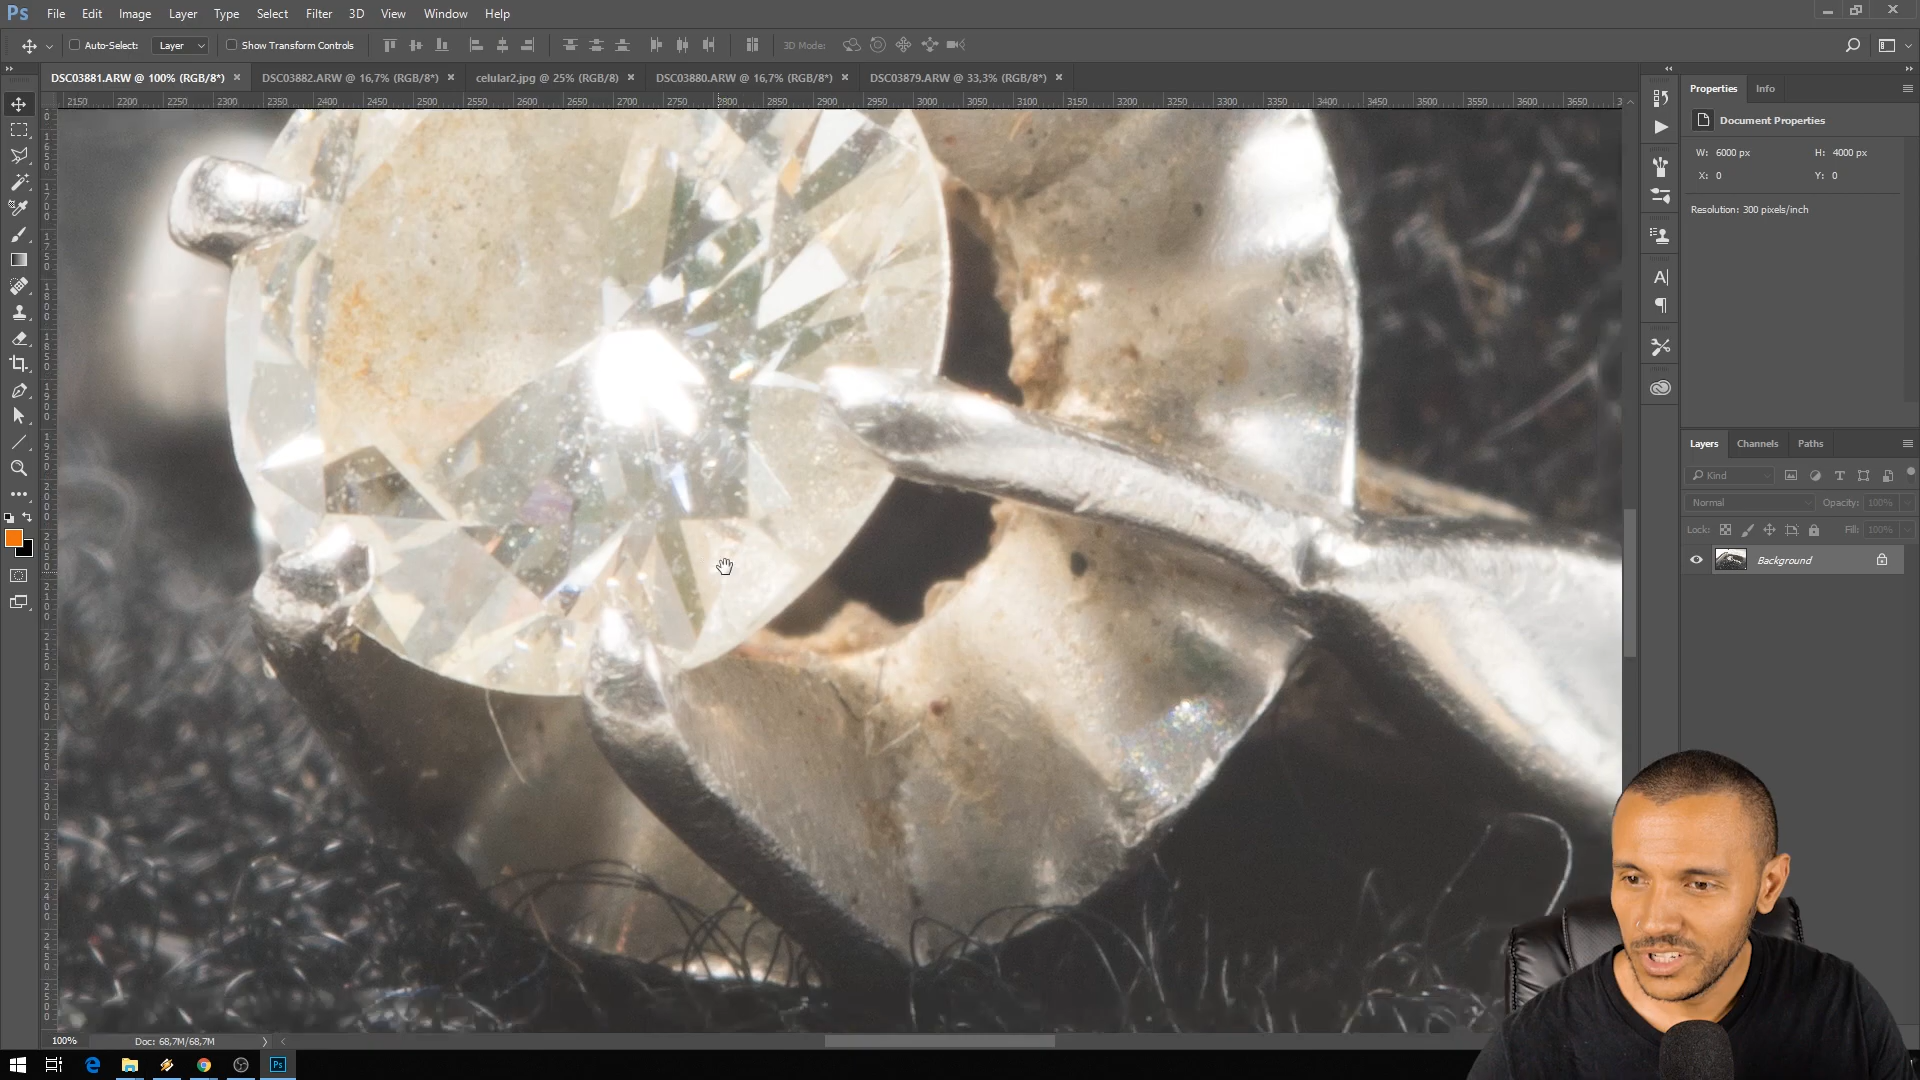 Ps File Edit Image Layer Type Select Filter 3D View Window Help
Auto-Select: Layer Show Transform Controls 3D Mode:
DSC03881.ARW @ 100% (RGB/8*) × DSC03882.ARW @ 16,7% (RGB/8*) × celular2.jpg @ 25% (RGB/8) × DSC03880.ARW @ 16,7% (RGB/8*) × DSC03879.ARW @ 33,3% (RGB/8*) ×
2150 2200 2250 2300 2350 2400 2450 2500 2550 2600 2650 2700 2750 2800 2850 2900 2950 3000 3050 3100 3150 3200 3250 3300 3350 3400 3450 3500 3550 3600 3650
Properties Info
Document Properties
W: 6000 px H: 4000 px
X: 0 Y: 0
Resolution: 300 pixels/inch
Layers Channels Paths
Kind
Normal Opacity: 100%
Lock: Fill: 100%
Background
100% Doc: 68,7M/68,7M
Ps